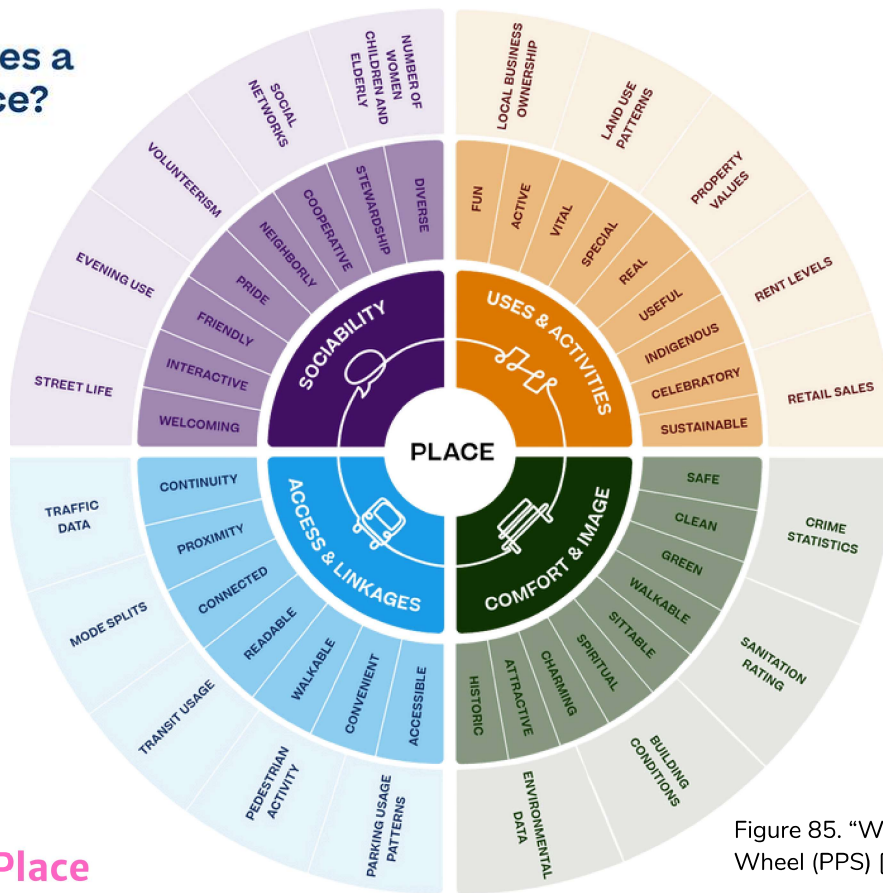 es a
ce?
NUMBER OF
WOMEN
CHILDREN AND
ELDERLY
SOCIAL
NETWORKS
VOLUNTEERISM
EVENING USE
STREET LIFE
DIVERSE
STEWARDSHIP
COOPERATIVE
NEIGHBORLY
PRIDE
FRIENDLY
INTERACTIVE
WELCOMING
SOCIABILITY
LOCAL BUSINESS
OWNERSHIP
LAND USE
PATTERNS
PROPERTY
VALUES
RENT LEVELS
RETAIL SALES
FUN
ACTIVE
VITAL
SPECIAL
REAL
USEFUL
INDIGENOUS
CELEBRATORY
SUSTAINABLE
USES & ACTIVITIES
PLACE
ACCESS & LINKAGES
CONTINUITY
PROXIMITY
CONNECTED
READABLE
WALKABLE
CONVENIENT
ACCESSIBLE
TRAFFIC
DATA
MODE SPLITS
TRANSIT USAGE
PEDESTRIAN
ACTIVITY
PARKING USAGE
PATTERNS
COMFORT & IMAGE
SAFE
CLEAN
GREEN
WALKABLE
SITTABLE
SPIRITUAL
CHARMING
ATTRACTIVE
HISTORIC
CRIME
STATISTICS
SANITATION
RATING
BUILDING
CONDITIONS
ENVIRONMENTAL
DATA
Place
Figure 85. “W
Wheel (PPS) [